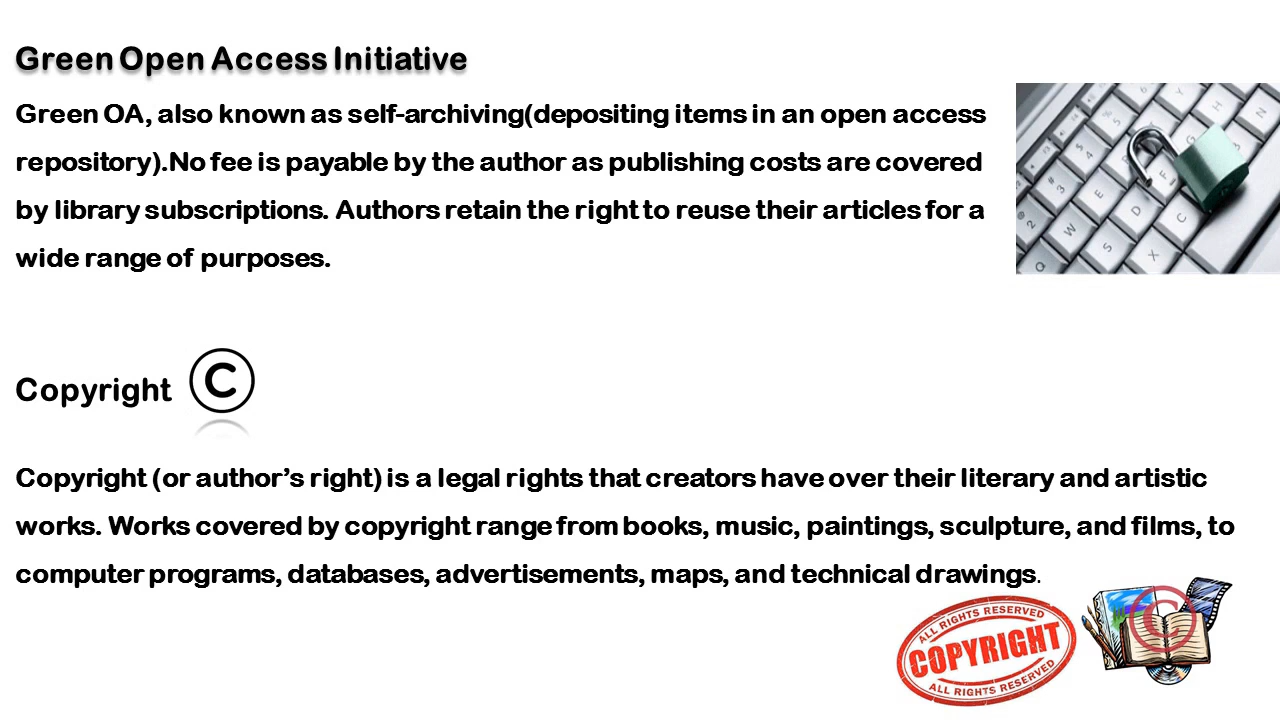 Green Open Access Initiative
Green OA, also known as self-archiving(depositing items in an open access
repository).No fee is payable by the author as publishing costs are covered
by library subscriptions. Authors retain the right to reuse their articles for a
wide range of purposes.
Copyright ©
Copyright (or author’s right) is a legal rights that creators have over their literary and artistic
works. Works covered by copyright range from books, music, paintings, sculpture, and films, to
computer programs, databases, advertisements, maps, and technical drawings.
ALL RIGHTS RESERVED
COPYRIGHT
ALL RIGHTS RESERVED